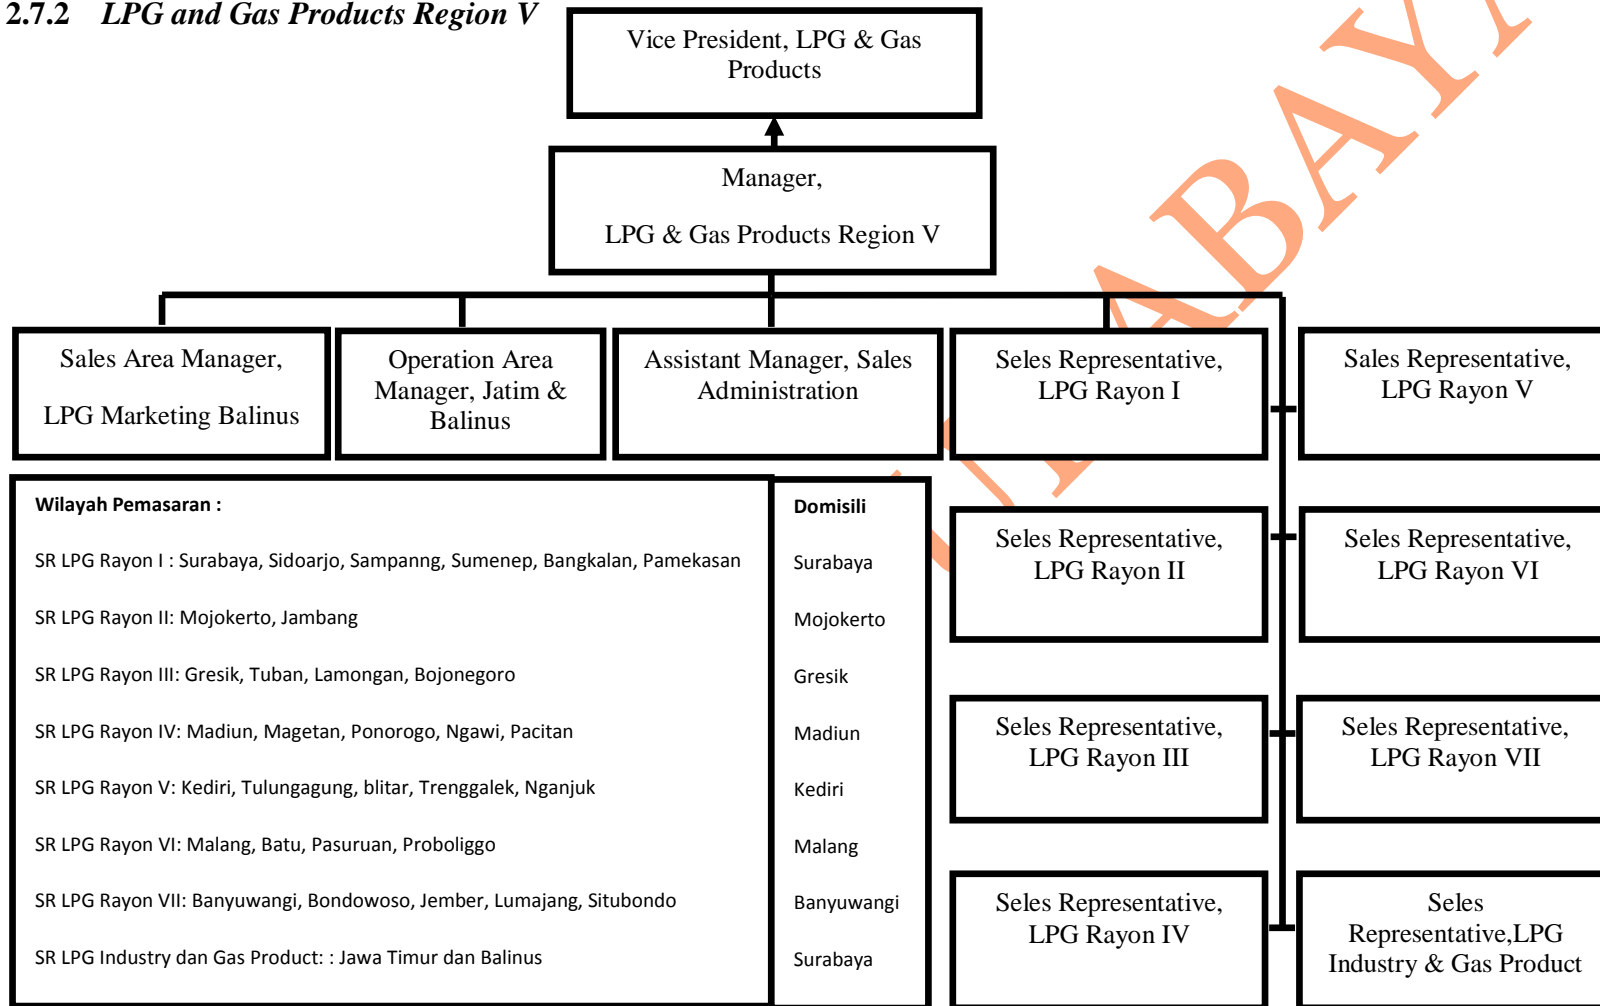 2.7.2 LPG and Gas Products Region V
Vice President, LPG & Gas
Products
Manager,
LPG & Gas Products Region V
Sales Area Manager,
LPG Marketing Balinus
Operation Area
Manager, Jatim &
Balinus
Assistant Manager, Sales
Administration
Seles Representative,
LPG Rayon I
Sales Representative,
LPG Rayon V
Wilayah Pemasaran :
Domisili
SR LPG Rayon I : Surabaya, Sidoarjo, Sampanng, Sumenep, Bangkalan, Pamekasan
Surabaya
SR LPG Rayon II: Mojokerto, Jambang
Mojokerto
SR LPG Rayon III: Gresik, Tuban, Lamongan, Bojonegoro
Gresik
SR LPG Rayon IV: Madiun, Magetan, Ponorogo, Ngawi, Pacitan
Madiun
SR LPG Rayon V: Kediri, Tulungagung, blitar, Trenggalek, Nganjuk
Kediri
SR LPG Rayon VI: Malang, Batu, Pasuruan, Proboliggo
Malang
SR LPG Rayon VII: Banyuwangi, Bondowoso, Jember, Lumajang, Situbondo
Banyuwangi
SR LPG Industry dan Gas Product: : Jawa Timur dan Balinus
Surabaya
Seles Representative,
LPG Rayon II
Seles Representative,
LPG Rayon VI
Seles Representative,
LPG Rayon III
Seles Representative,
LPG Rayon VII
Seles Representative,
LPG Rayon IV
Seles
Representative,LPG
Industry & Gas Product